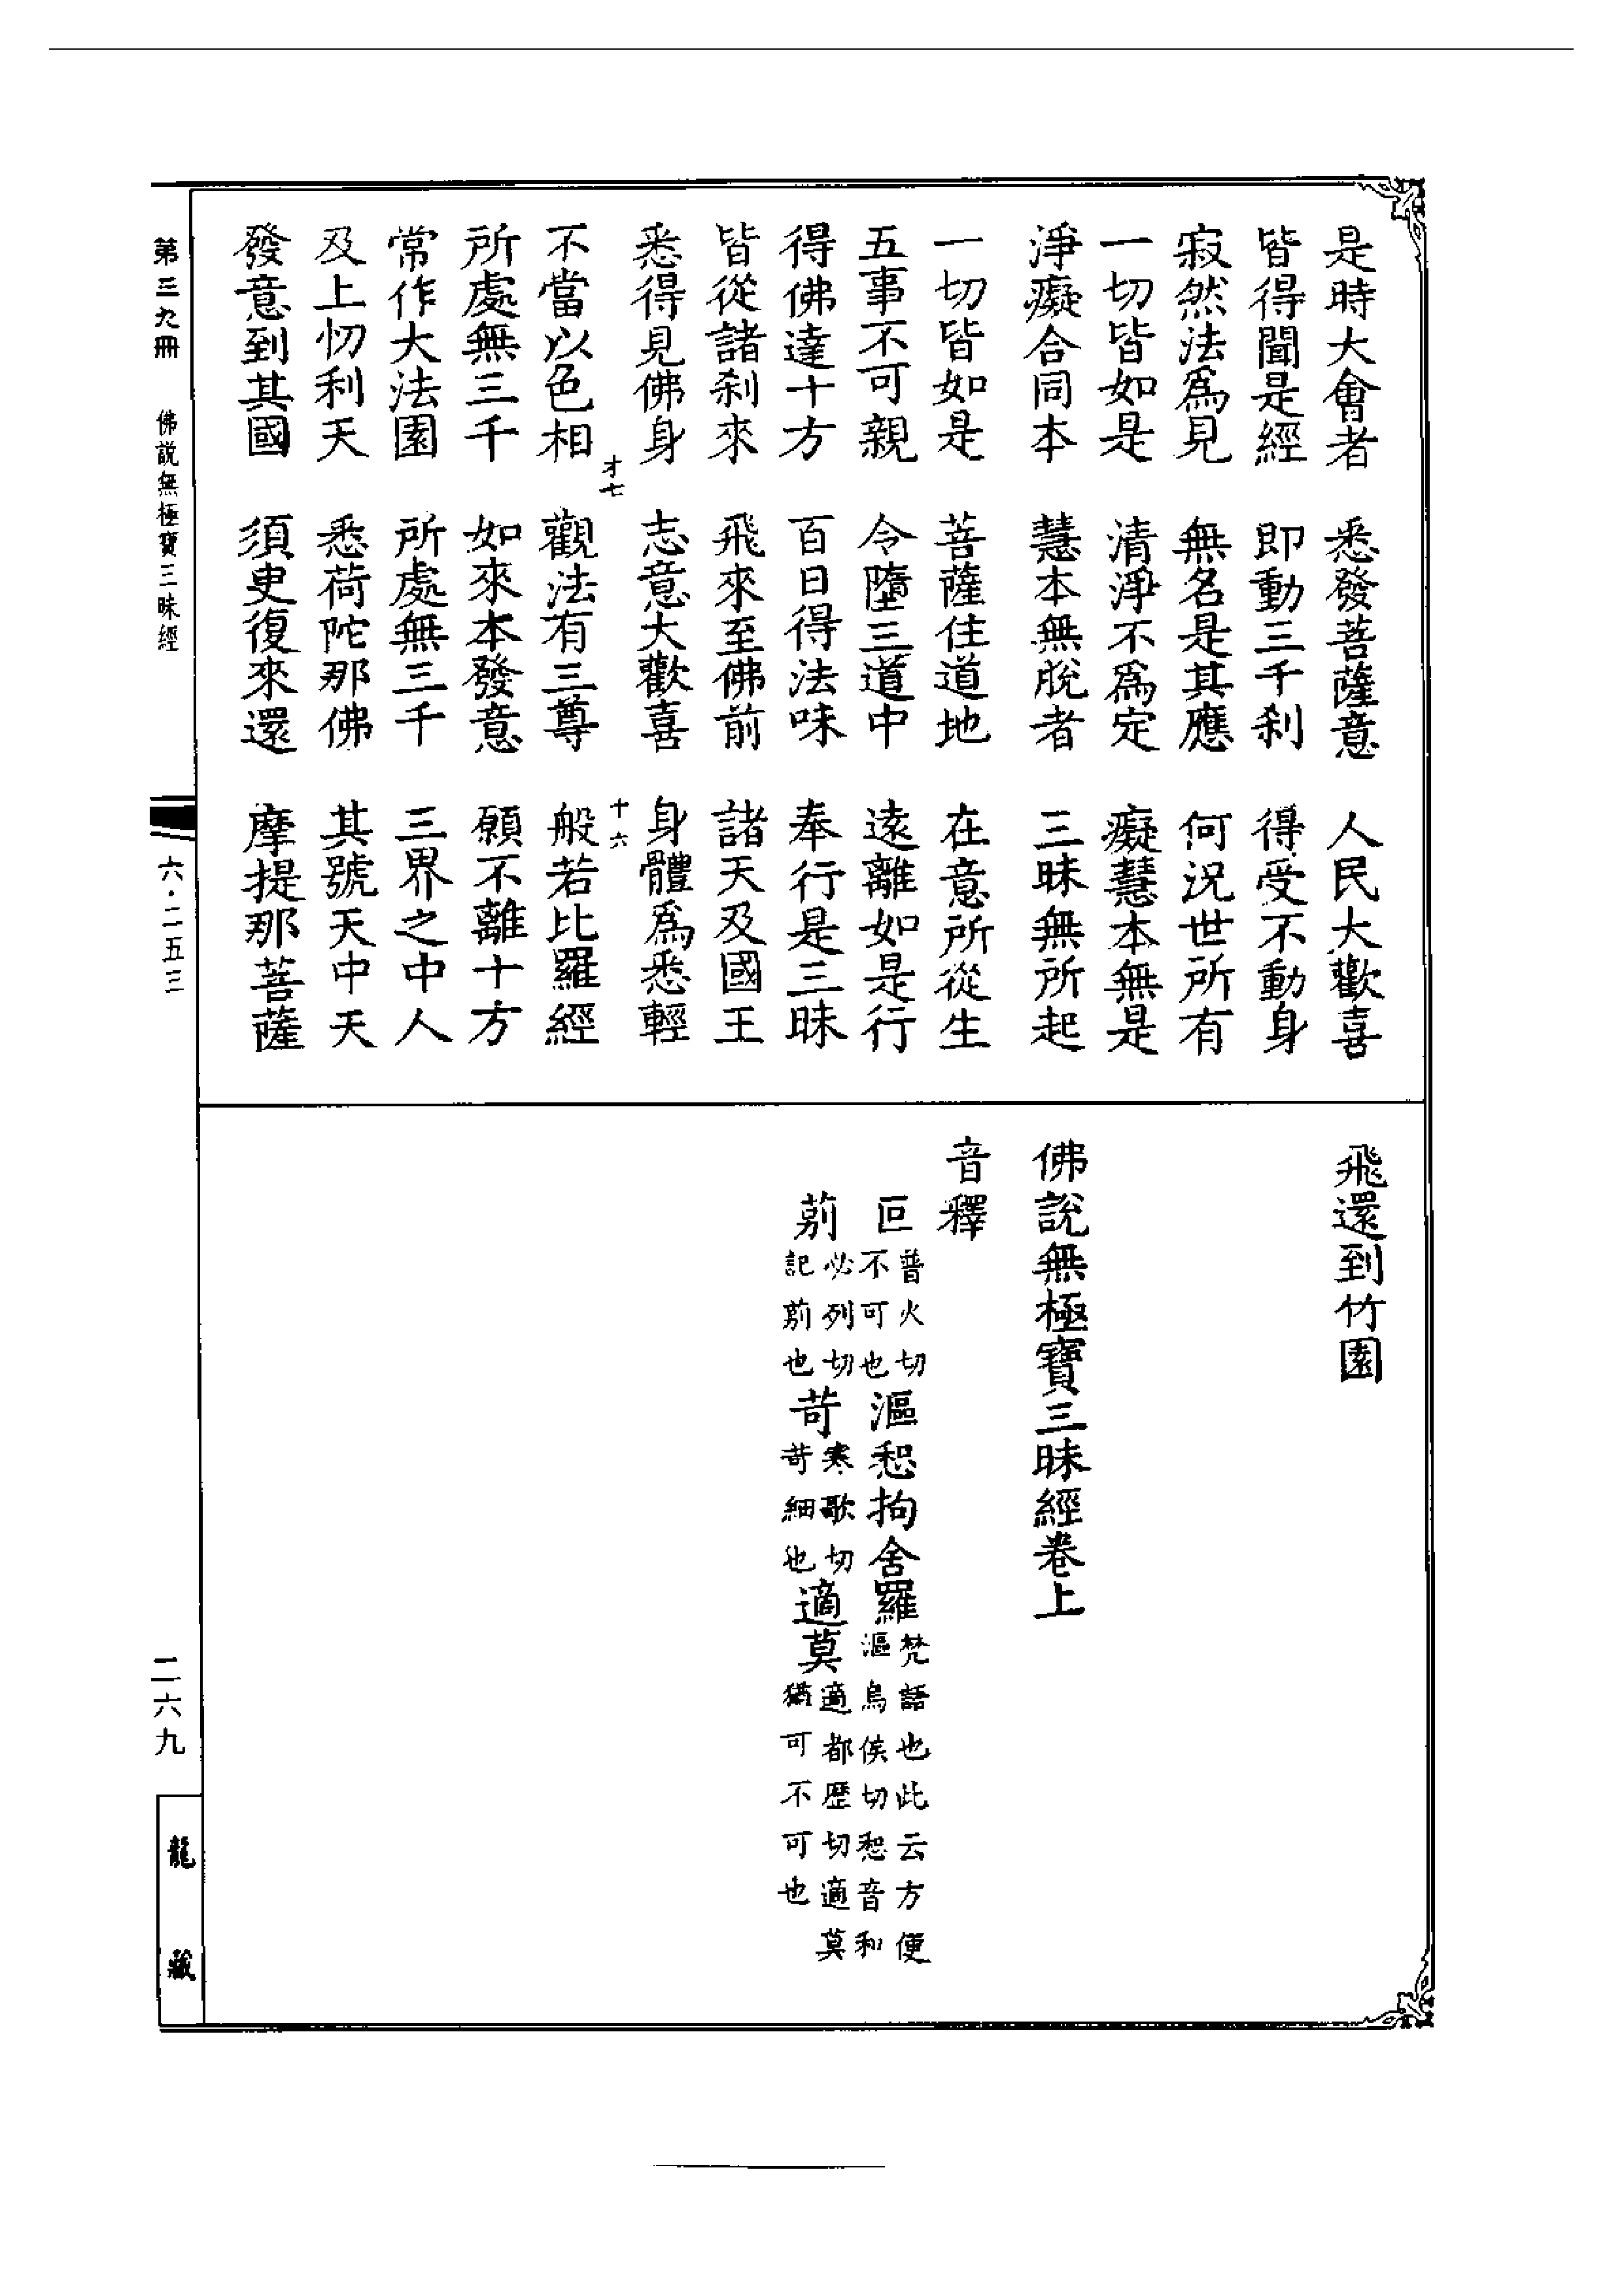 是時大會者　悉發菩薩意　人民大歡喜
皆得聞是經　即動三千刹　得受不動身
寂然法爲見　無名是其應　何況世所有
一切皆如是　清淨不爲定　癡慧本無是
淨癡合同本　慧本無脫者　三昧無所起
一切皆如是　菩薩住道地　在意所從生
五事不可親　令墮三道中　遠離如是行
得佛達十方　百日得法味　奉行是三昧
皆從諸刹來　飛來至佛前　諸天及國王
悉得見佛身　志意大歡喜　身體爲悉輕
才七　十六
不當以色相　觀法有三尊　般若比羅經
所處無三千　如來本發意　願不離十方
常作大法園　所處無三千　三界之中人
及上忉利天　悉荷陀那佛　其號天中天
發意到其國　須臾復來還　摩提那菩薩
飛還到竹園
佛說無極寶三昧經卷上
音釋
叵普火切不可也漚惒拘舍羅梵語也此云方便漚烏侯切惒音和
莂必列切記莂也苛寒歌切苛細也適莫適都歷切適莫猶可不可也
第三九冊　佛說無極寶三昧經　六·二五三　二六九　龍藏